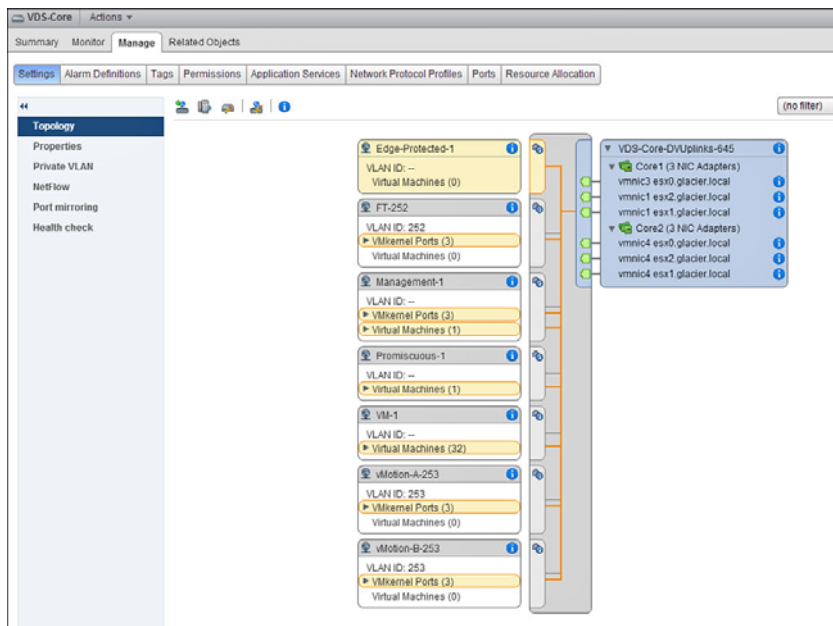 VDS-Core Actions
Summary Monitor Manage Related Objects
Settings Alarm Definitions Tags Permissions Application Services Network Protocol Profiles Ports Resource Allocation
(no filter)
Topology
Properties
Private VLAN
NetFlow
Port mirroring
Health check
Edge-Protected-1
VLAN ID: --
Virtual Machines (0)
FT-252
VLAN ID: 252
VMkernel Ports (3)
Virtual Machines (0)
Management-1
VLAN ID: --
VMkernel Ports (3)
Virtual Machines (1)
Promiscuous-1
VLAN ID: --
Virtual Machines (1)
VM-1
VLAN ID: --
Virtual Machines (32)
vMotion-A-253
VLAN ID: 253
VMkernel Ports (3)
Virtual Machines (0)
vMotion-B-253
VLAN ID: 253
VMkernel Ports (3)
Virtual Machines (0)
VDS-Core-DVUplinks-645
Core1 (3 NIC Adapters)
vmnic3 esx0.glacier.local
vmnic1 esx2.glacier.local
vmnic1 esx1.glacier.local
Core2 (3 NIC Adapters)
vmnic4 esx0.glacier.local
vmnic4 esx2.glacier.local
vmnic4 esx1.glacier.local